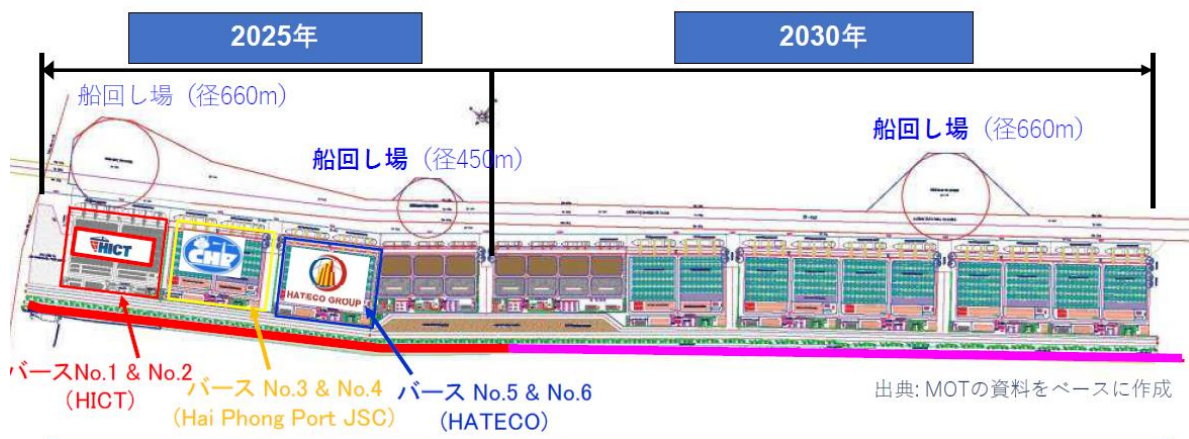 2025年
2030年
船回し場（径660m）
船回し場（径450m）
船回し場（径660m）
HICT
CHP
HATECO GROUP
バースNo.1 & No.2
（HICT）
バース No.3 & No.4
（Hai Phong Port JSC）
バース No.5 & No.6
（HATECO）
出典: MOTの資料をベースに作成